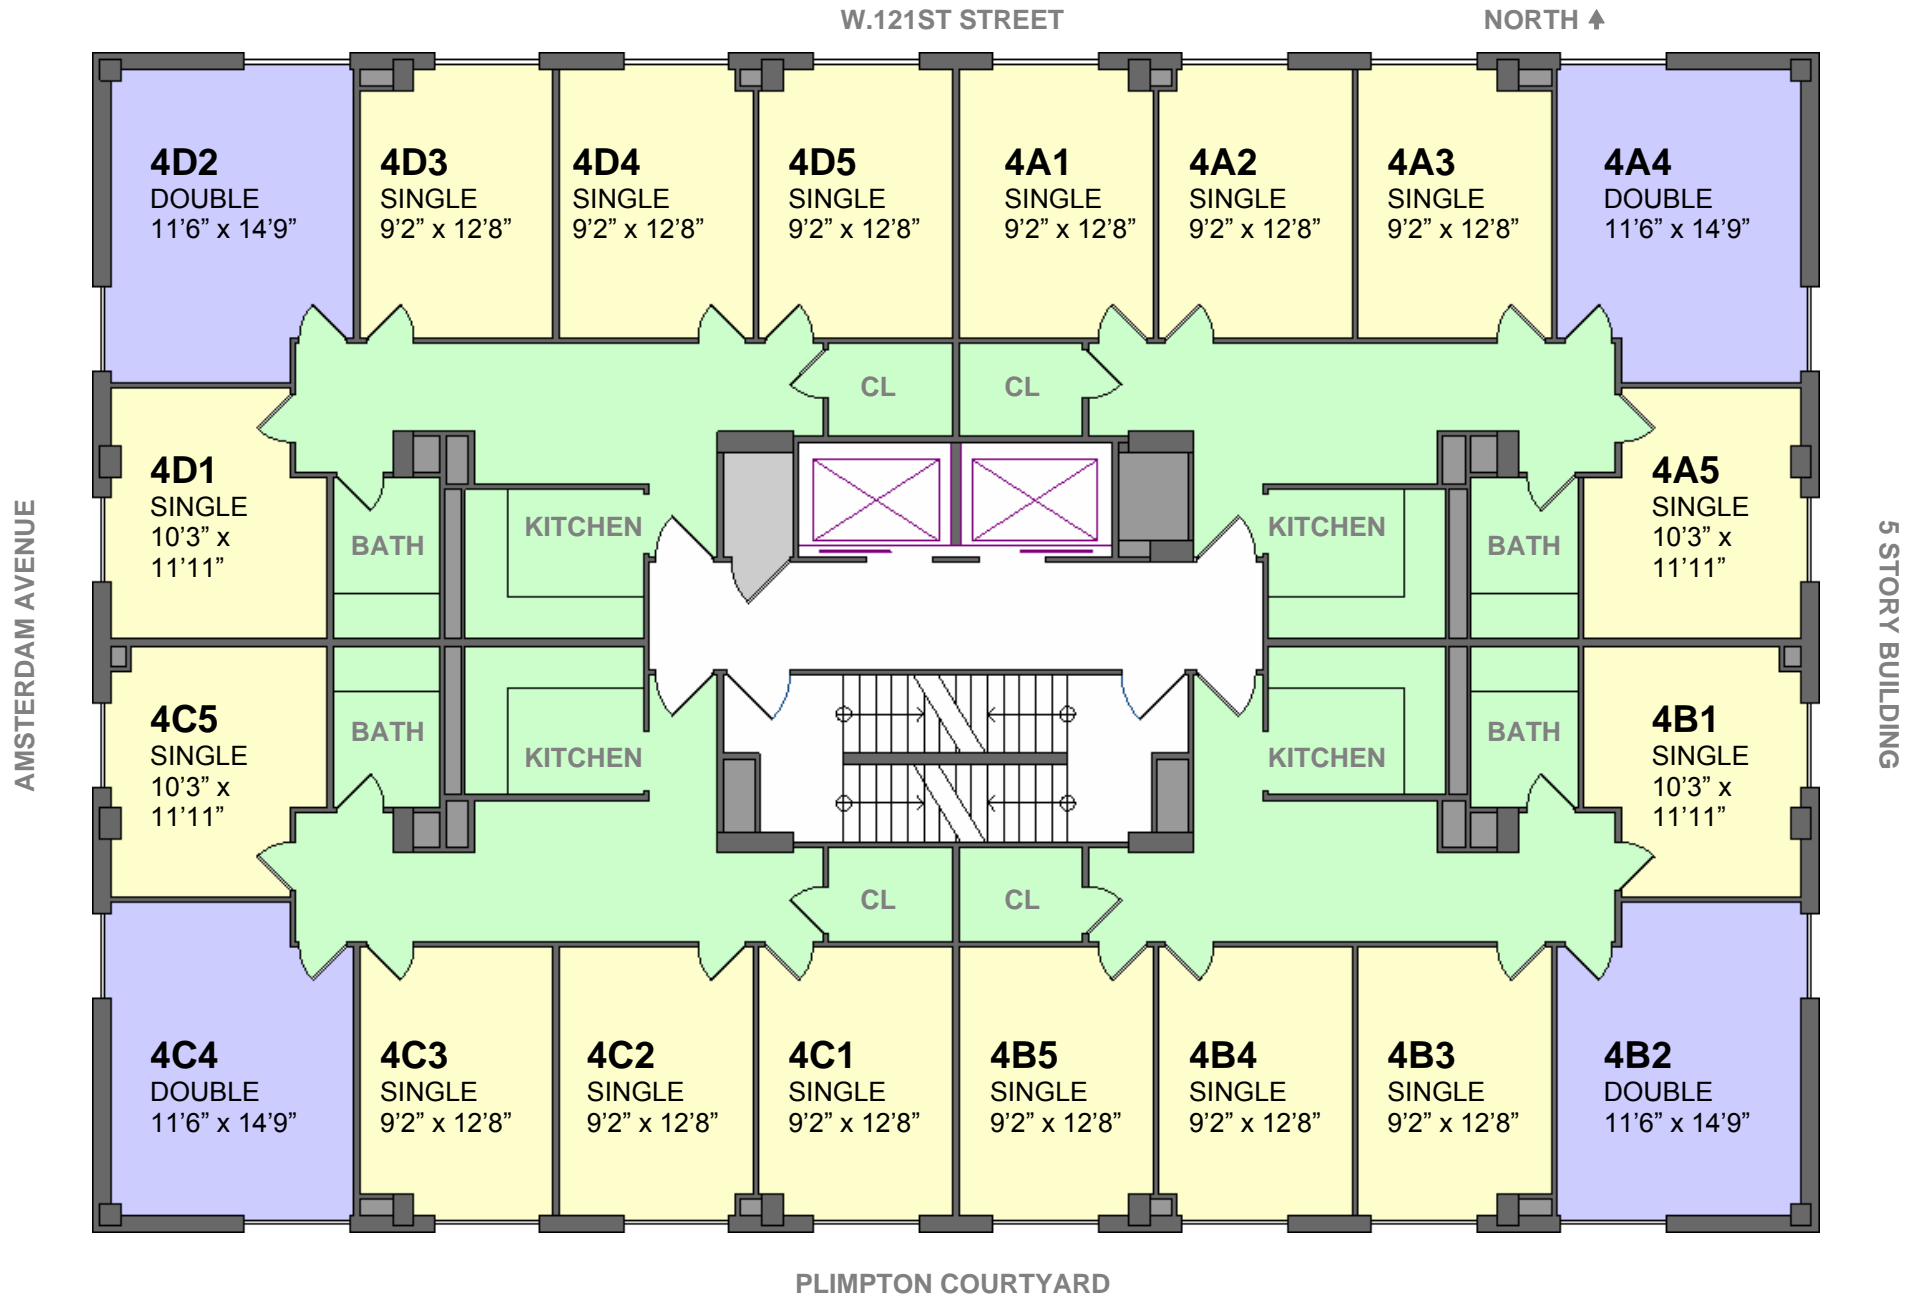 W.121ST STREET
NORTH
4D2
DOUBLE
11’6” x 14’9”
4D3
SINGLE
9’2” x 12’8”
4D4
SINGLE
9’2” x 12’8”
4D5
SINGLE
9’2” x 12’8”
4A1
SINGLE
9’2” x 12’8”
4A2
SINGLE
9’2” x 12’8”
4A3
SINGLE
9’2” x 12’8”
4A4
DOUBLE
11’6” x 14’9”
CL
CL
4D1
SINGLE
10’3” x
11’11”
BATH
KITCHEN
KITCHEN
BATH
4A5
SINGLE
10’3” x
11’11”
AMSTERDAM AVENUE
5 STORY BUILDING
4C5
SINGLE
10’3” x
11’11”
BATH
KITCHEN
KITCHEN
BATH
4B1
SINGLE
10’3” x
11’11”
CL
CL
4C4
DOUBLE
11’6” x 14’9”
4C3
SINGLE
9’2” x 12’8”
4C2
SINGLE
9’2” x 12’8”
4C1
SINGLE
9’2” x 12’8”
4B5
SINGLE
9’2” x 12’8”
4B4
SINGLE
9’2” x 12’8”
4B3
SINGLE
9’2” x 12’8”
4B2
DOUBLE
11’6” x 14’9”
PLIMPTON COURTYARD